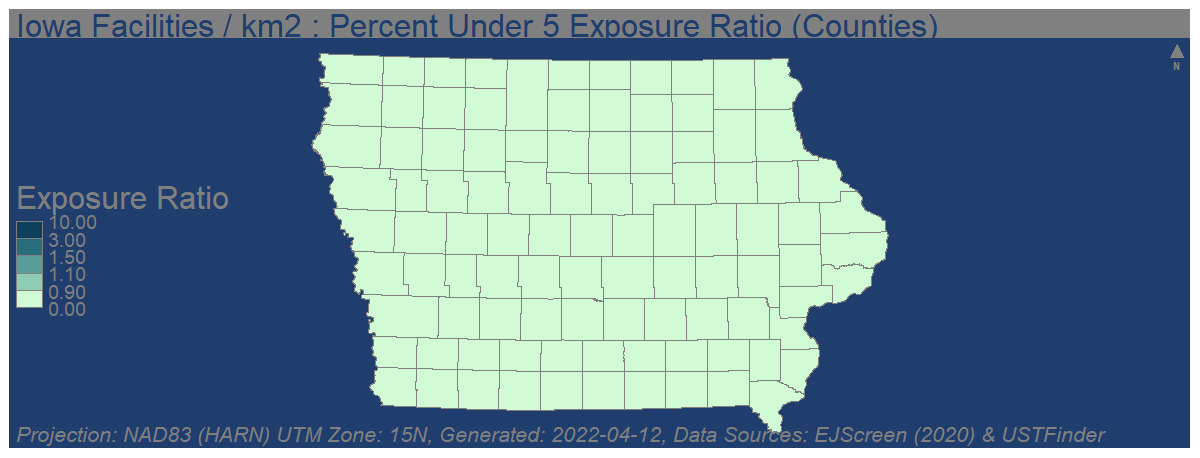 Iowa Facilities / km2 : Percent Under 5 Exposure Ratio (Counties)
N
Exposure Ratio
10.00
3.00
1.50
1.10
0.90
0.00
Projection: NAD83 (HARN) UTM Zone: 15N, Generated: 2022-04-12, Data Sources: EJScreen (2020) & USTFinder